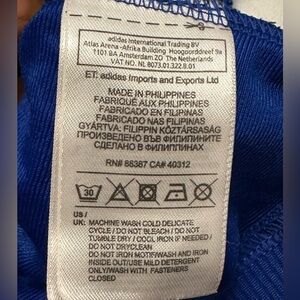 adidas International Trading BV
Atlas Arena -Afrika Building Hoogoorddreef 9a
1101 BA Amsterdam ZO The Netherlands
VAT NO. NL 8073.01.322.B.01
ET: adidas Imports and Exports Ltd
MADE IN PHILIPPINES
FABRIQUÉ AUX PHILIPPINES
FABRICADO EN FILIPINAS
FABRICADO NAS FILIPINAS
GYÁRTVA: FILIPPIN KÖZTÁRSASÁG
ПРОИЗВЕДЕНО ВЪВ ФИЛИПИНИТЕ
СДЕЛАНО В ФИЛИППИНАХ
RN# 88387 CA# 40312
30
US /
UK: MACHINE WASH COLD DELICATE
CYCLE / DO NOT BLEACH / DO NOT
TUMBLE DRY / COOL IRON IF NEEDED /
DO NOT DRYCLEAN
DO NOT IRON MOTIF/WASH AND IRON
INSIDE OUT/USE MILD DETERGENT
ONLY/WASH WITH FASTENERS
CLOSED